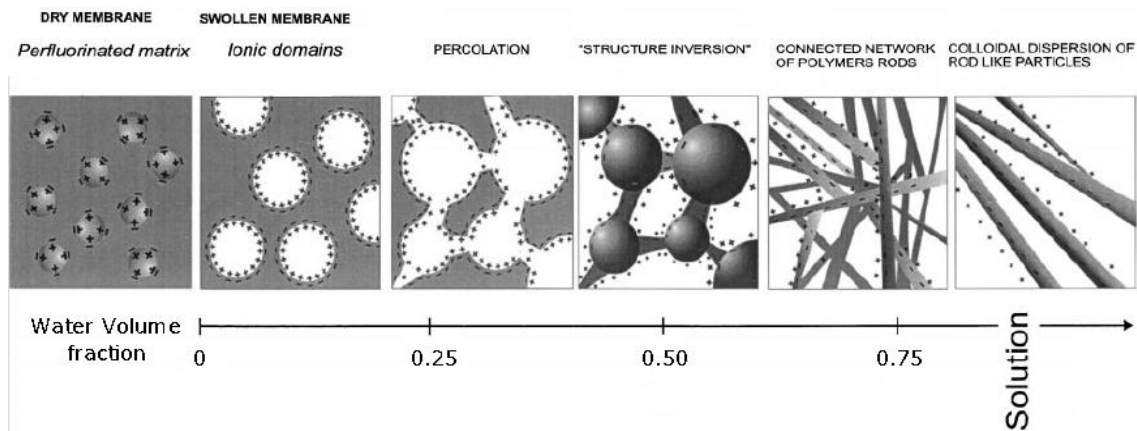 DRY MEMBRANE
Perfluorinated matrix
SWOLLEN MEMBRANE
Ionic domains
PERCOLATION
"STRUCTURE INVERSION"
CONNECTED NETWORK
OF POLYMERS RODS
COLLOIDAL DISPERSION OF
ROD LIKE PARTICLES
Water Volume
fraction
0
0.25
0.50
0.75
Solution